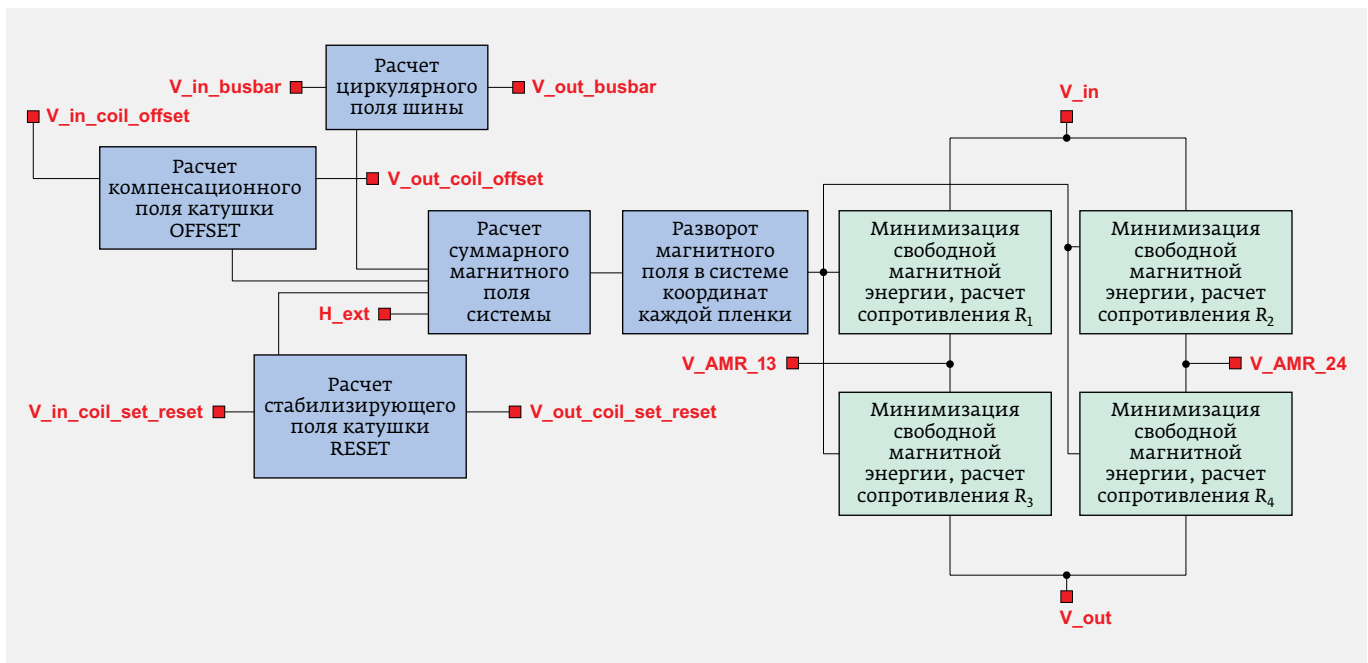 V_in_busbar
Расчет
циркулярного
поля шины
V_out_busbar
V_in_coil_offset
Расчет
компенсационного
поля катушки
OFFSET
V_out_coil_offset
Расчет
суммарного
магнитного
поля
системы
H_ext
Разворот
магнитного
поля в системе
координат
каждой пленки
V_in_coil_set_reset
Расчет
стабилизирующего
поля катушки
RESET
V_out_coil_set_reset
V_in
Минимизация
свободной
магнитной
энергии, расчет
сопротивления R₁
Минимизация
свободной
магнитной
энергии, расчет
сопротивления R₂
V_AMR_13
V_AMR_24
Минимизация
свободной
магнитной
энергии, расчет
сопротивления R₃
Минимизация
свободной
магнитной
энергии, расчет
сопротивления R₄
V_out